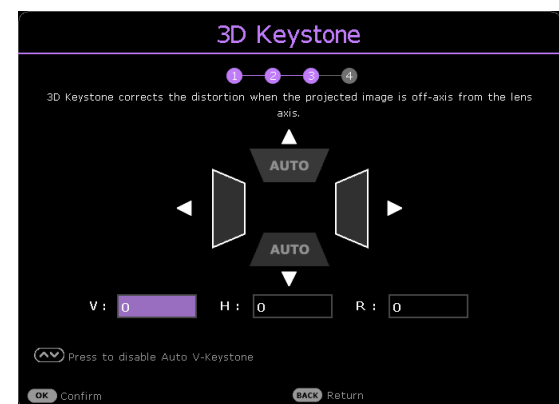 3D Keystone
1 2 3 4
3D Keystone corrects the distortion when the projected image is off-axis from the lens
axis.
AUTO
AUTO
V : 0 H : 0 R : 0
Press to disable Auto V-Keystone
OK Confirm BACK Return